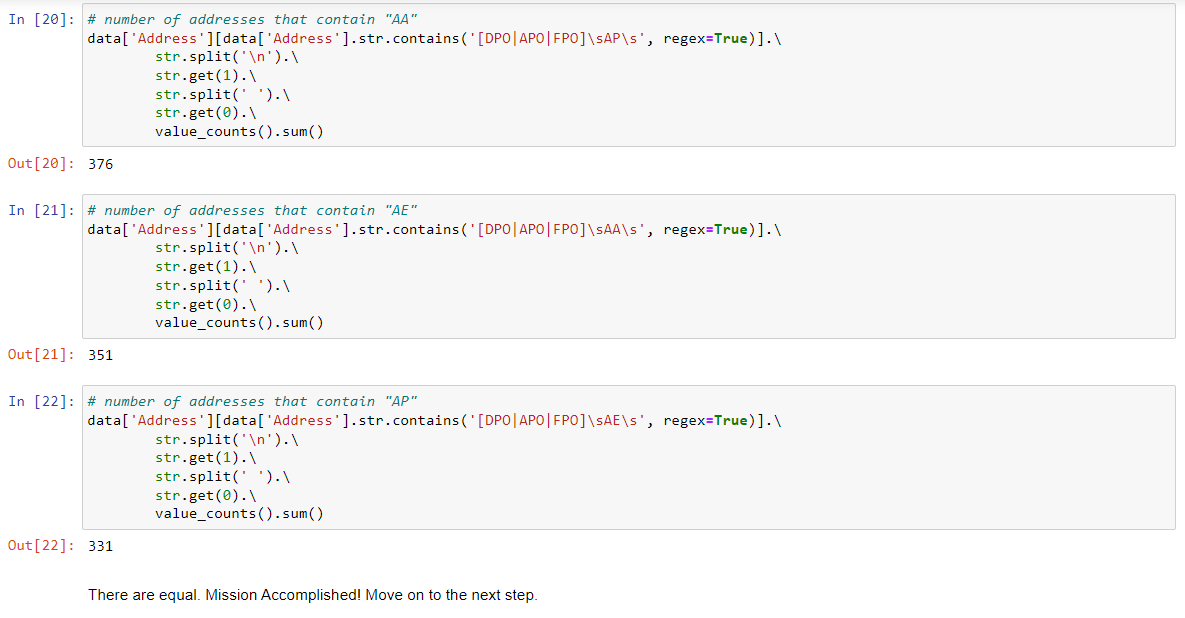 In [20]: # number of addresses that contain "AA"
data['Address'][data['Address'].str.contains('[DPO|APO|FPO]\sAP\s', regex=True)].\
str.split('\n').\
str.get(1).\
str.split(' ').\
str.get(0).\
value_counts().sum()
Out[20]: 376
In [21]: # number of addresses that contain "AE"
data['Address'][data['Address'].str.contains('[DPO|APO|FPO]\sAA\s', regex=True)].\
str.split('\n').\
str.get(1).\
str.split(' ').\
str.get(0).\
value_counts().sum()
Out[21]: 351
In [22]: # number of addresses that contain "AP"
data['Address'][data['Address'].str.contains('[DPO|APO|FPO]\sAE\s', regex=True)].\
str.split('\n').\
str.get(1).\
str.split(' ').\
str.get(0).\
value_counts().sum()
Out[22]: 331
There are equal. Mission Accomplished! Move on to the next step.